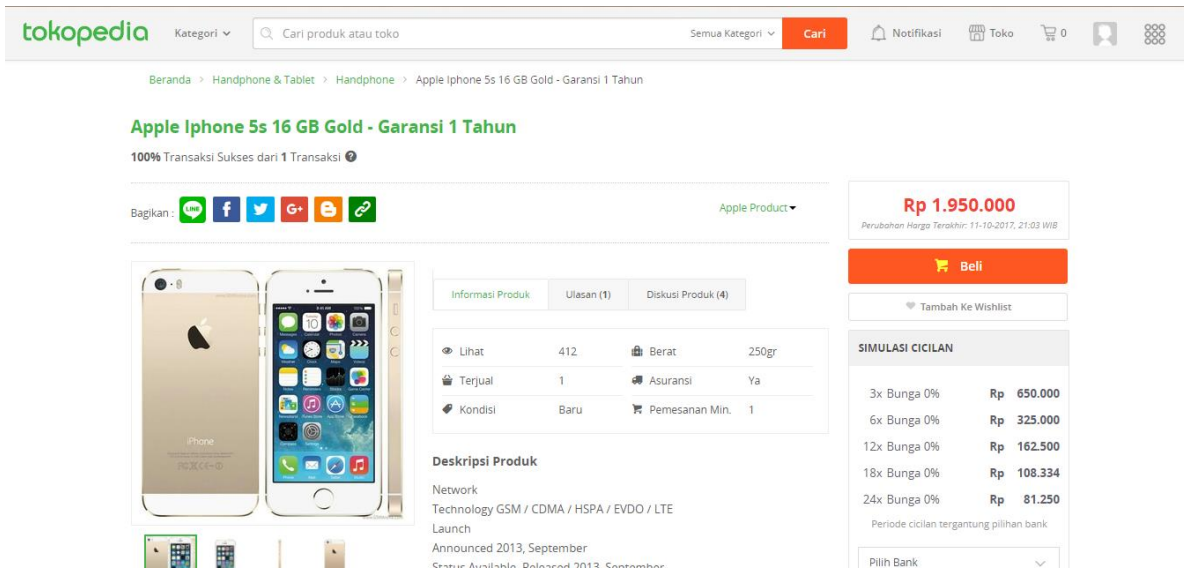 tokopedia Kategori Cari produk atau toko Semua Kategori Cari Notifikasi Toko 0
Beranda > Handphone & Tablet > Handphone > Apple Iphone 5s 16 GB Gold - Garansi 1 Tahun
Apple Iphone 5s 16 GB Gold - Garansi 1 Tahun
100% Transaksi Sukses dari 1 Transaksi
Bagikan :
LINE
G+
Apple Product
Informasi Produk Ulasan (1) Diskusi Produk (4)
Lihat 412 Berat 250gr
Terjual 1 Asuransi Ya
Kondisi Baru Pemesanan Min. 1
Deskripsi Produk
Network
Technology GSM / CDMA / HSPA / EVDO / LTE
Launch
Announced 2013, September
Status Available. Released 2013, September
iPhone
Rp 1.950.000
Perubahan Harga Terakhir: 11-10-2017, 21:03 WIB
Beli
Tambah Ke Wishlist
SIMULASI CICILAN
3x Bunga 0% Rp 650.000
6x Bunga 0% Rp 325.000
12x Bunga 0% Rp 162.500
18x Bunga 0% Rp 108.334
24x Bunga 0% Rp 81.250
Periode cicilan tergantung pilihan bank
Pilih Bank